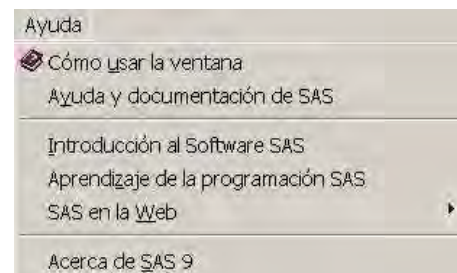 Ayuda
Cómo usar la ventana
Ayuda y documentación de SAS
Introducción al Software SAS
Aprendizaje de la programación SAS
SAS en la Web
Acerca de SAS 9